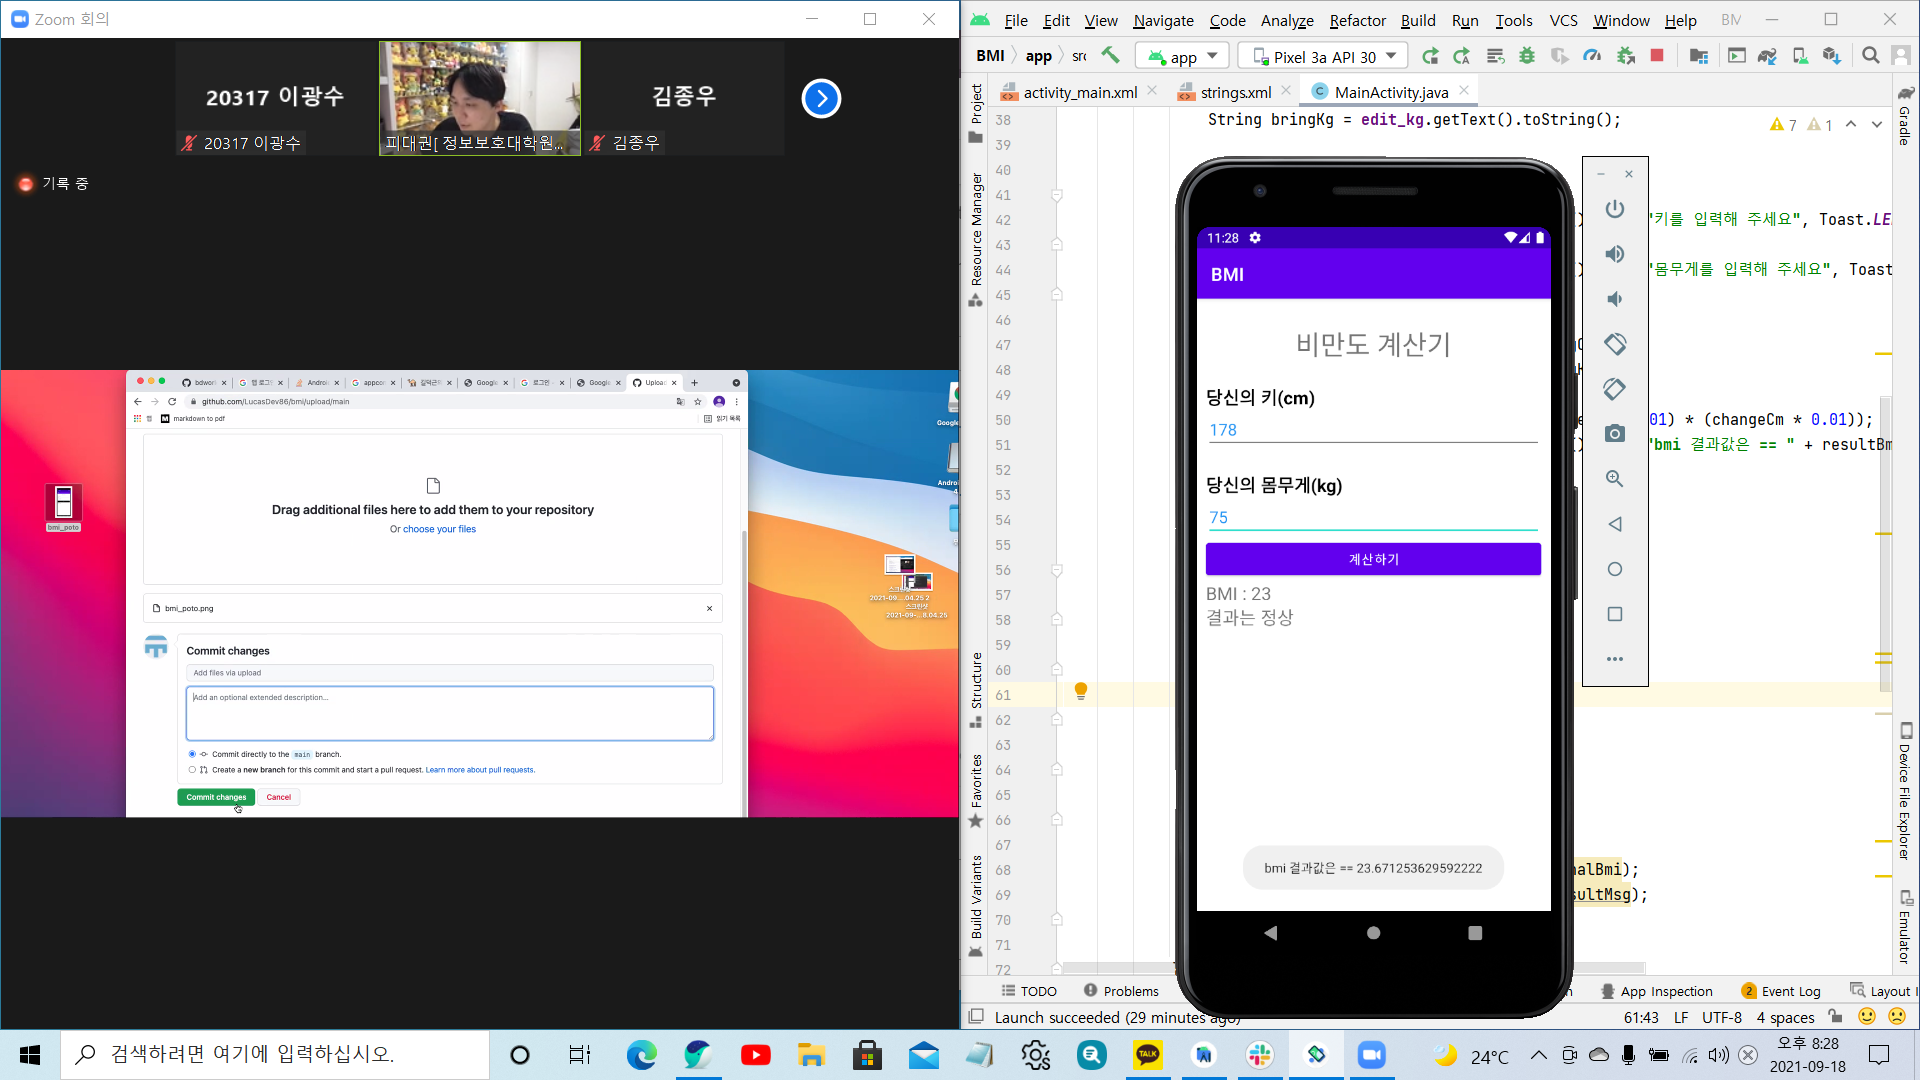 Zoom 회의
20317 이광수
김종우
20317 이광수
피대권[ 정보보호대학원...
김종우
기록 중
github.com/LucasDev86/bmi/upload/main
markdown to pdf
읽기 목록
Drag additional files here to add them to your repository
Or choose your files
bmi_poto
bmi_poto.png
Commit changes
Add files via upload
Add an optional extended description...
Commit directly to the main branch.
Create a new branch for this commit and start a pull request. Learn more about pull requests.
Commit changes
Cancel
File Edit View Navigate Code Analyze Refactor Build Run Tools VCS Window Help BM
BMI app src app Pixel 3a API 30
activity_main.xml strings.xml MainActivity.java
Project
Resource Manager
Structure
Favorites
Build Variants
Gradle
Device File Explorer
Emulator
7 1
38 String bringKg = edit_kg.getText().toString();
39
40
41
42 "키를 입력해 주세요", Toast.LE
43
44 "몸무게를 입력해 주세요", Toast
45
46
47
48
49
50 01) * (changeCm * 0.01));
51 "bmi 결과값은 == " + resultBm
52
53
54
55
56
57
58
59
60
61
62
63
64
65
66
67
68 alBmi);
69 sultMsg);
70
71
72
11:28
BMI
비만도 계산기
당신의 키(cm)
178
당신의 몸무게(kg)
75
계산하기
BMI : 23
결과는 정상
bmi 결과값은 == 23.671253629592222
TODO Problems App Inspection 2 Event Log Layout I
Launch succeeded (29 minutes ago)
61:43 LF UTF-8 4 spaces
검색하려면 여기에 입력하십시오.
TALK
24°C
오후 8:28
2021-09-18